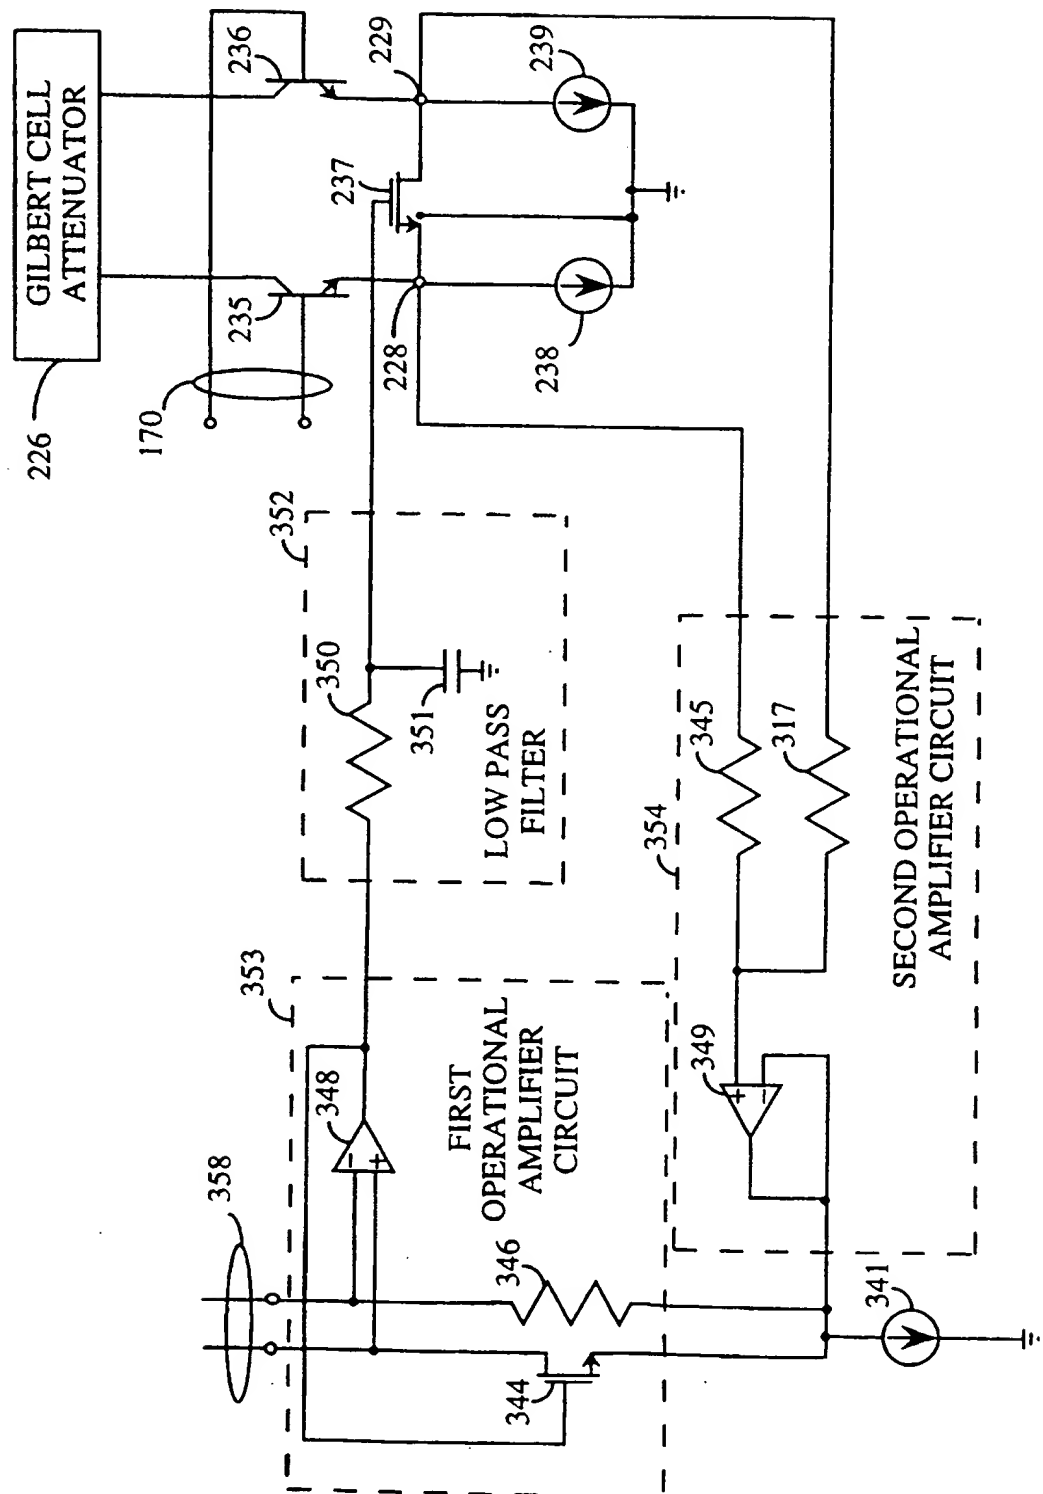 GILBERT CELL
ATTENUATOR
226
170
235
236
229
237
228
239
238
352
350
351
LOW PASS
FILTER
353
348
−
+
FIRST
OPERATIONAL
AMPLIFIER
CIRCUIT
358
346
344
354
345
317
349
+
−
SECOND OPERATIONAL
AMPLIFIER CIRCUIT
341